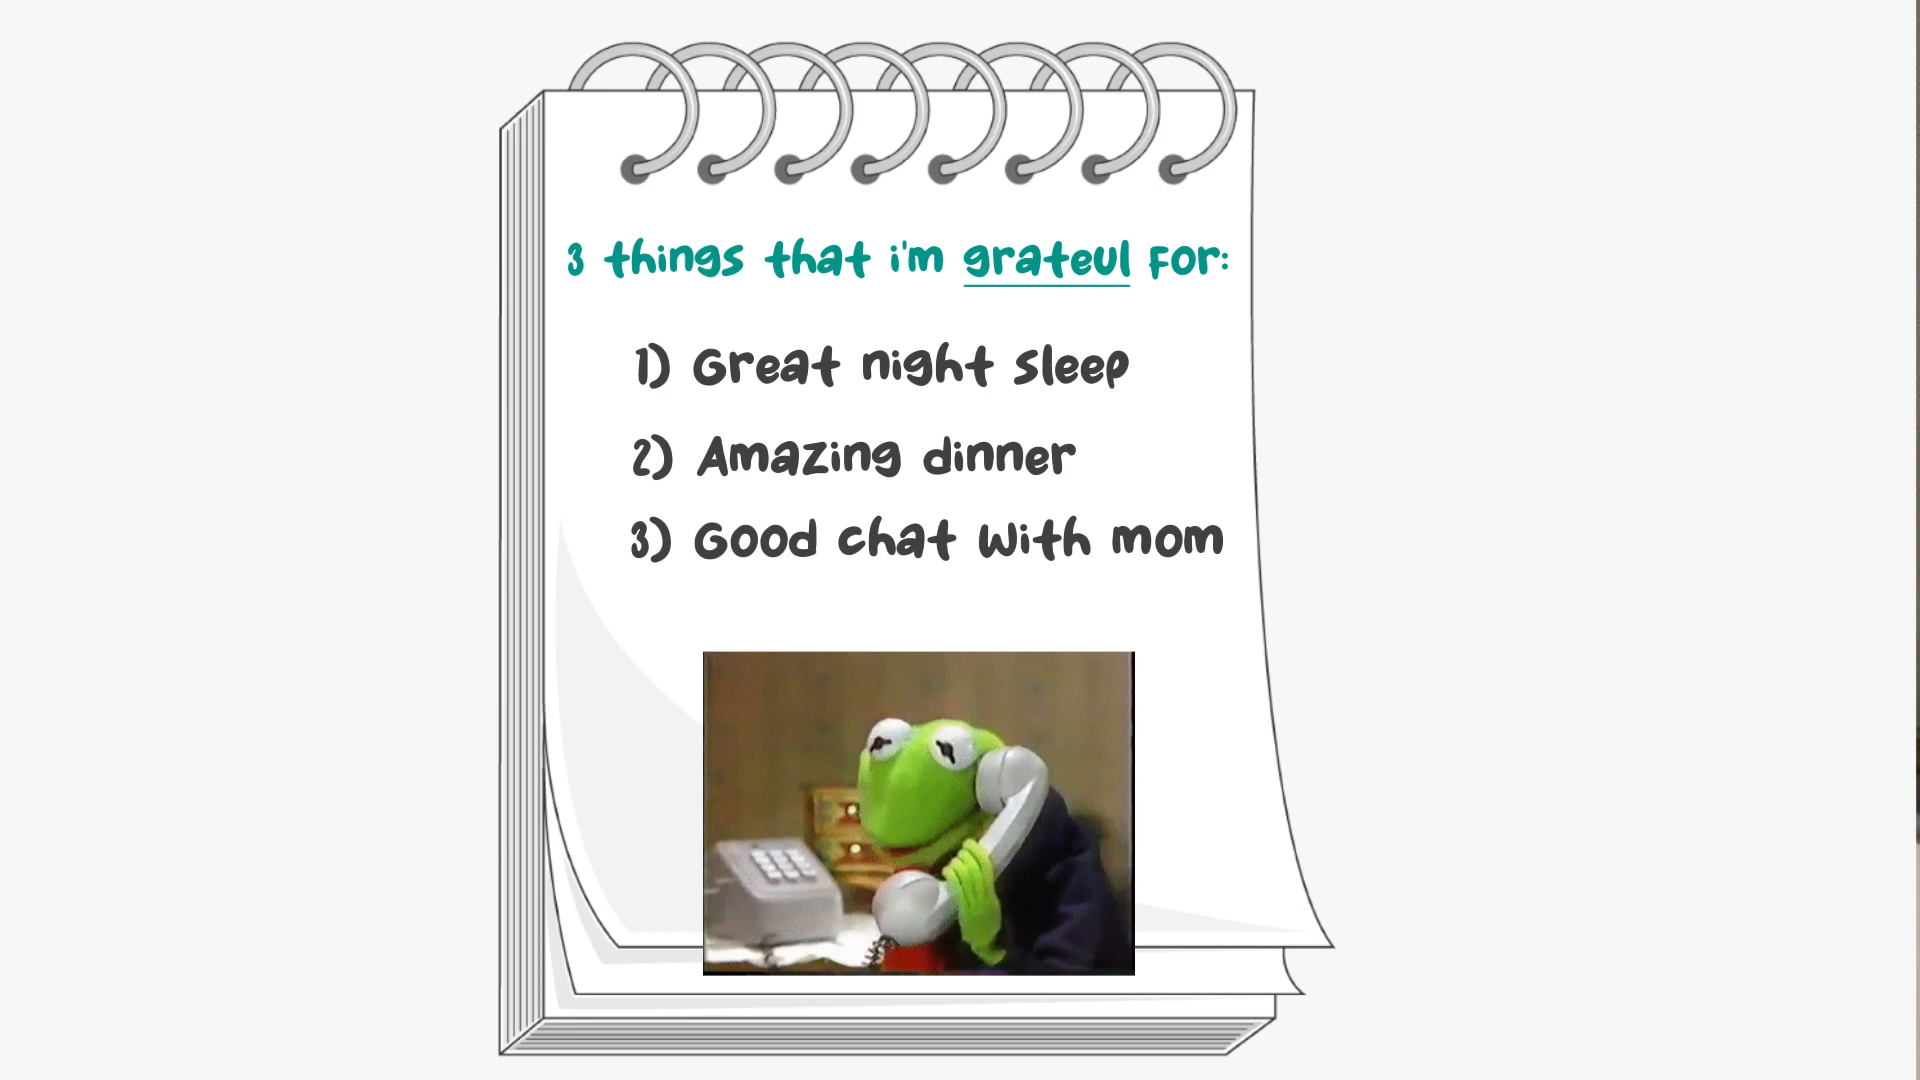 3 things that i'm grateul for:
1) Great night sleep
2) Amazing dinner
3) Good chat with mom